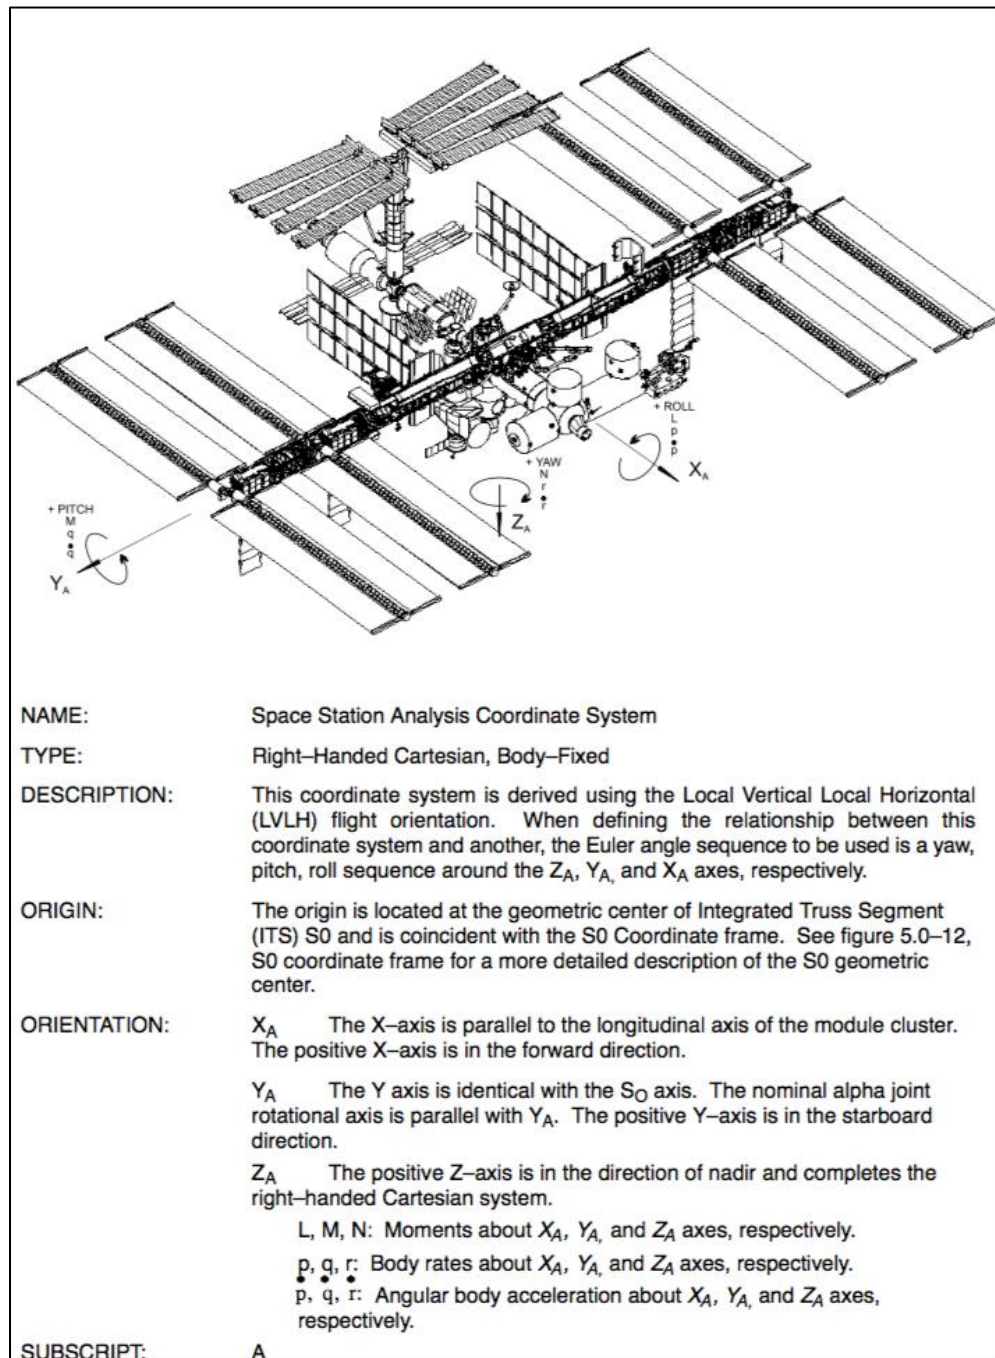 + ROLL
L
p
ṗ
X_A
+ YAW
N
r
ṙ
Z_A
+ PITCH
M
q
q̇
Y_A
NAME: Space Station Analysis Coordinate System
TYPE: Right–Handed Cartesian, Body–Fixed
DESCRIPTION: This coordinate system is derived using the Local Vertical Local Horizontal
(LVLH) flight orientation. When defining the relationship between this
coordinate system and another, the Euler angle sequence to be used is a yaw,
pitch, roll sequence around the Z_A, Y_A, and X_A axes, respectively.
ORIGIN: The origin is located at the geometric center of Integrated Truss Segment
(ITS) S0 and is coincident with the S0 Coordinate frame. See figure 5.0–12,
S0 coordinate frame for a more detailed description of the S0 geometric
center.
ORIENTATION: X_A The X–axis is parallel to the longitudinal axis of the module cluster.
The positive X–axis is in the forward direction.
Y_A The Y axis is identical with the S_O axis. The nominal alpha joint
rotational axis is parallel with Y_A. The positive Y–axis is in the starboard
direction.
Z_A The positive Z–axis is in the direction of nadir and completes the
right–handed Cartesian system.
L, M, N: Moments about X_A, Y_A, and Z_A axes, respectively.
p, q, r: Body rates about X_A, Y_A, and Z_A axes, respectively.
ṗ, q̇, ṙ: Angular body acceleration about X_A, Y_A, and Z_A axes,
respectively.
SUBSCRIPT: A